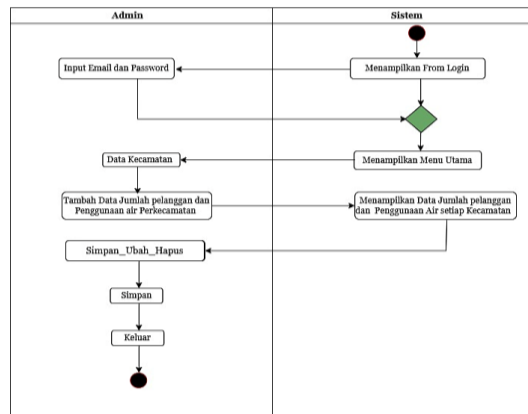 Admin
Sistem
Menampilkan From Login
Input Email dan Password
Menampilkan Menu Utama
Data Kecamatan
Tambah Data Jumlah pelanggan dan
Penggunaan air Perkecamatan
Menampilkan Data Jumlah pelanggan
dan Penggunaan Air setiap Kecamatan
Simpan_Ubah_Hapus
Simpan
Keluar